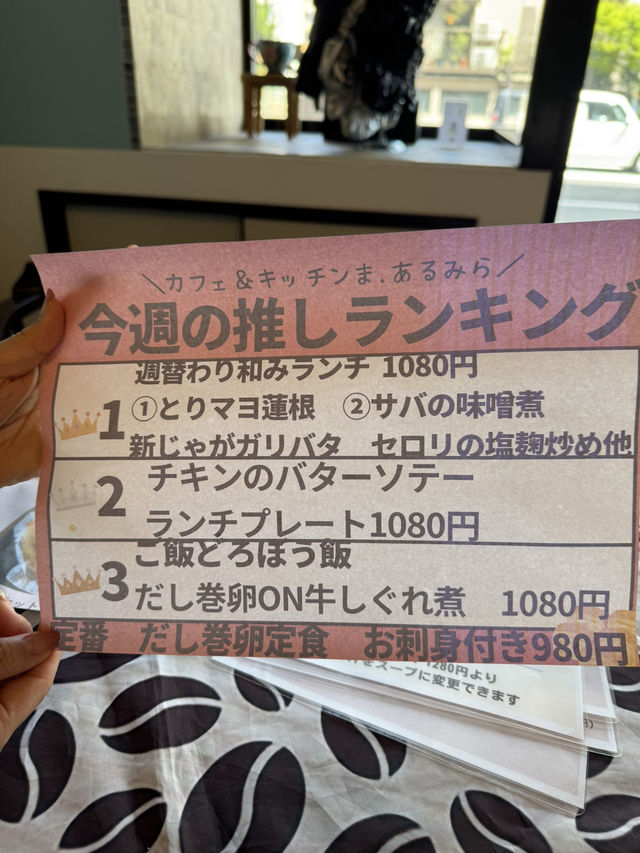 ＼カフェ＆キッチンま.あるみら／
今週の推しランキング
週替わり和みランチ 1080円
1 ①とりマヨ蓮根 ②サバの味噌煮
新じゃがガリバタ セロリの塩麹炒め他
2 チキンのバターソテー
ランチプレート1080円
ご飯どろぼう飯
3 だし巻卵ON牛しぐれ煮 1080円
定番 だし巻卵定食 お刺身付き980円
1280円より
をスープに変更できます